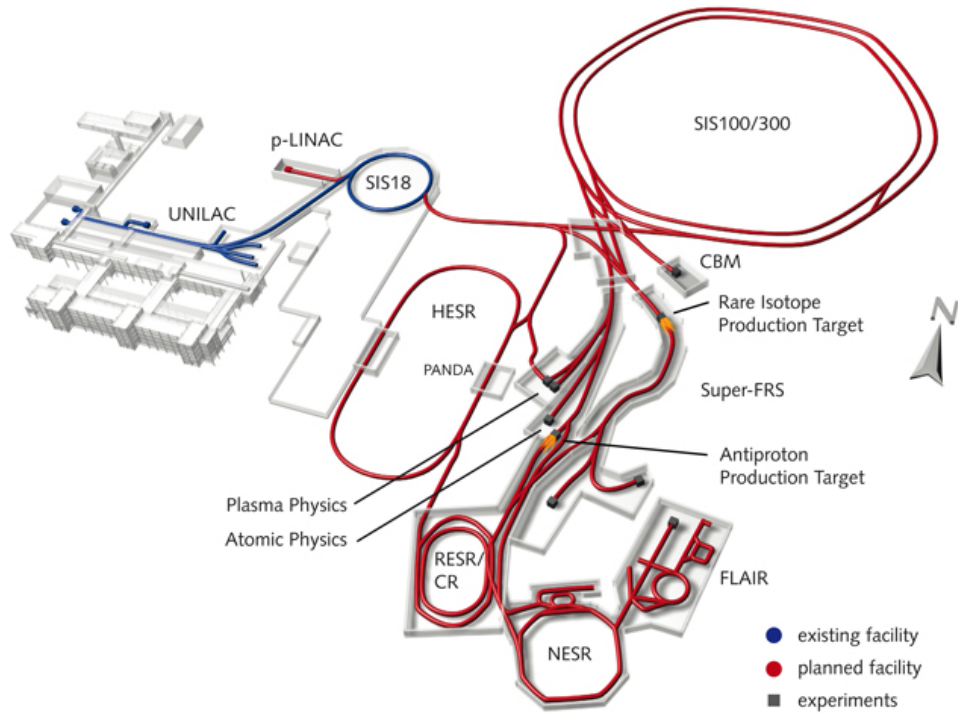 SIS100/300
p-LINAC
SIS18
UNILAC
CBM
Rare Isotope
Production Target
HESR
N
PANDA
Super-FRS
Antiproton
Production Target
Plasma Physics
Atomic Physics
RESR/
CR
FLAIR
NESR
existing facility
planned facility
experiments